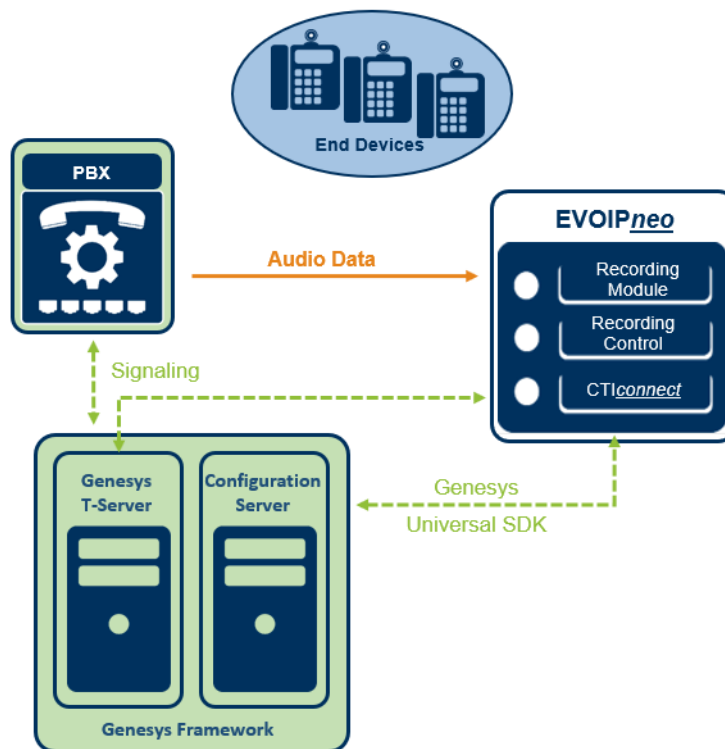 End Devices
PBX
EVOIPneo
Audio Data
Recording
Module
Recording
Control
CTIconnect
Signaling
Genesys
T-Server
Configuration
Server
Genesys
Universal SDK
Genesys Framework